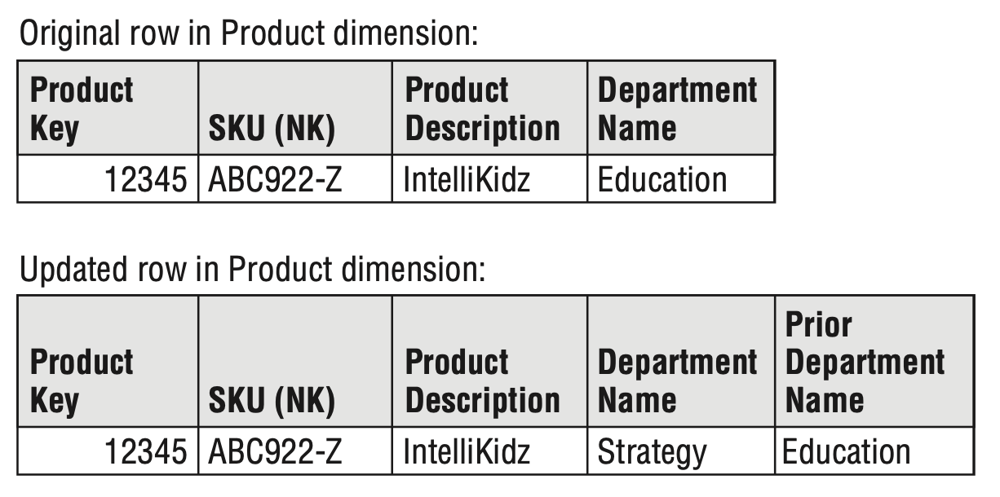 Original row in Product dimension:
Product Key SKU (NK) Product Description Department Name
12345 ABC922-Z IntelliKidz Education
Updated row in Product dimension:
Product Key SKU (NK) Product Description Department Name Prior Department Name
12345 ABC922-Z IntelliKidz Strategy Education